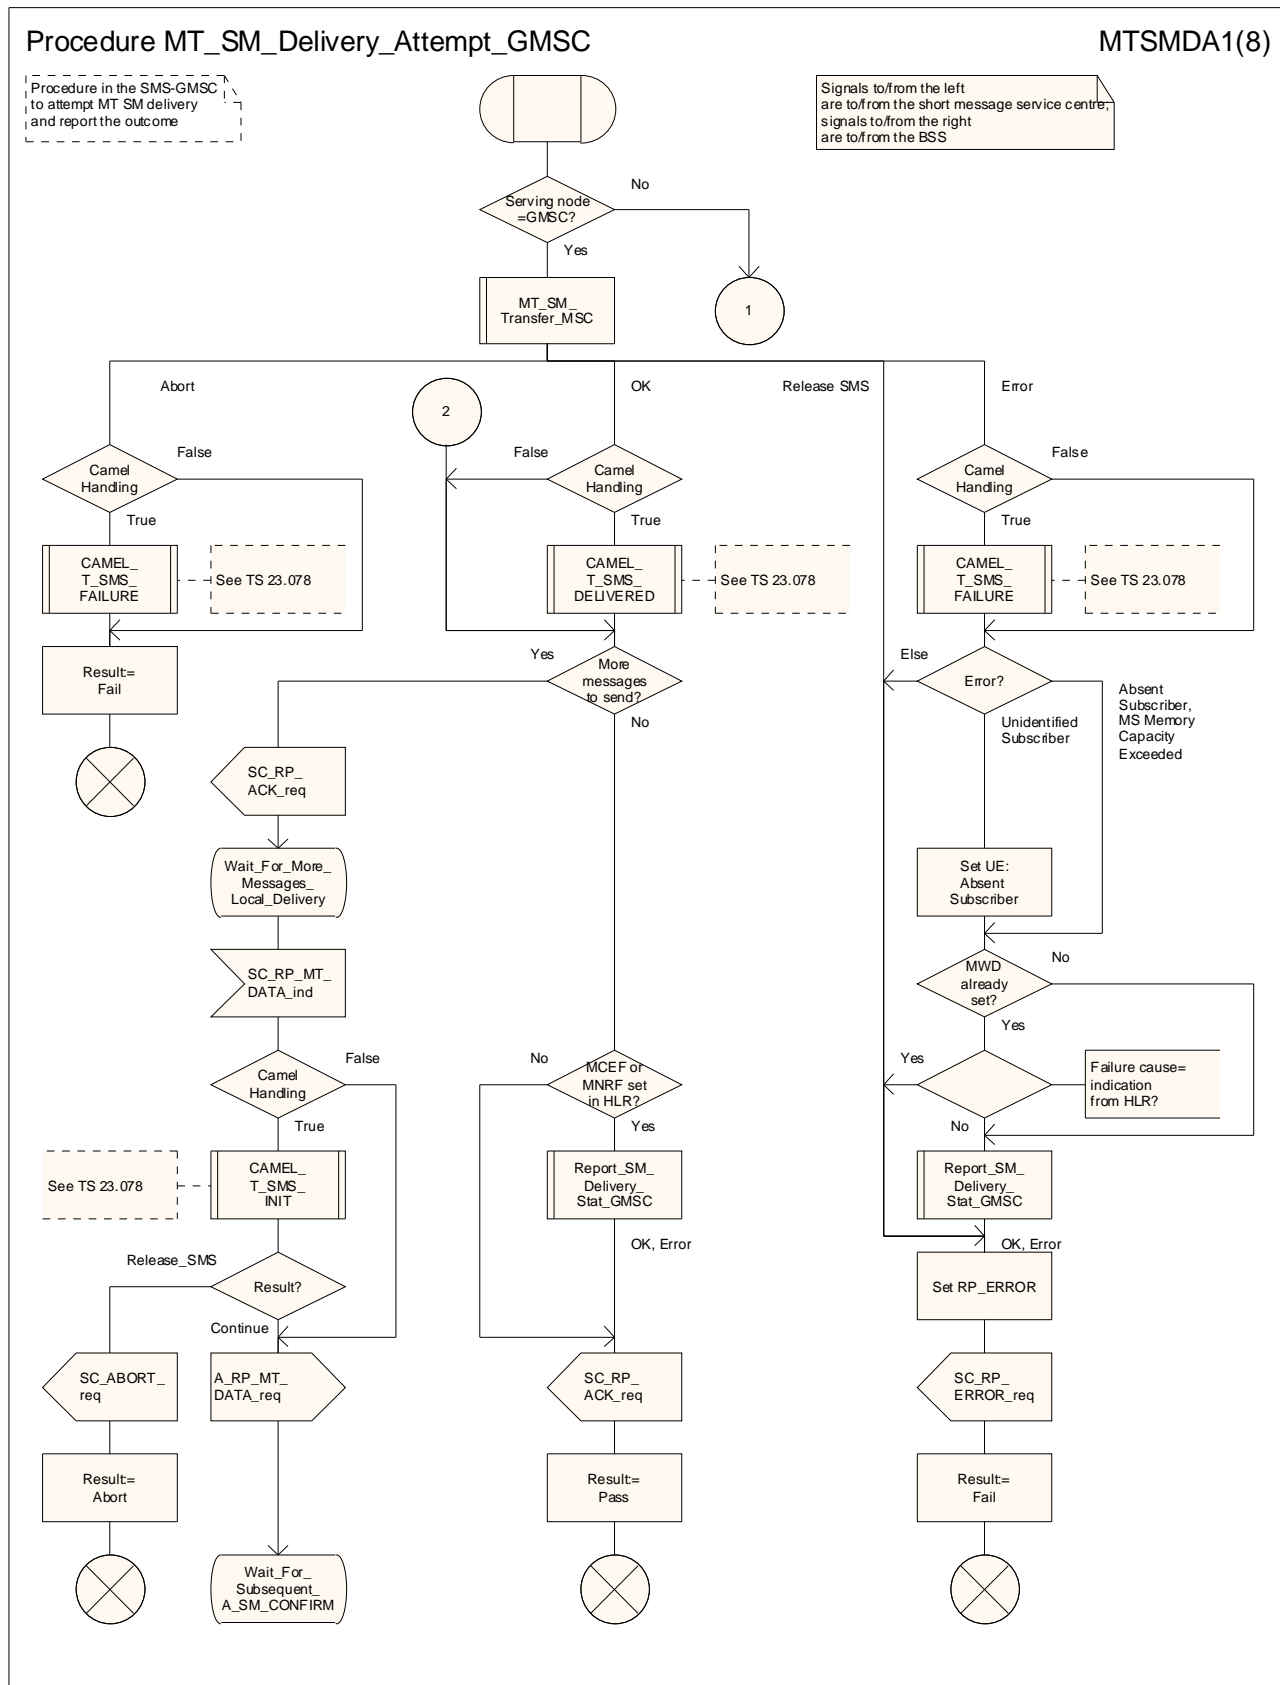 Procedure MT_SM_Delivery_Attempt_GMSC
MTSMDA1(8)
Procedure in the SMS-GMSC
to attempt MT SM delivery
and report the outcome
Signals to/from the left
are to/from the short message service centre;
signals to/from the right
are to/from the BSS
No
Serving node
=GMSC?
Yes
MT_SM_
Transfer_MSC
1
Abort
OK
Release SMS
Error
2
False
Camel
Handling
True
False
Camel
Handling
True
False
Camel
Handling
True
CAMEL_
T_SMS_
FAILURE
See TS 23.078
CAMEL_
T_SMS_
DELIVERED
See TS 23.078
CAMEL_
T_SMS_
FAILURE
See TS 23.078
Result:=
Fail
Yes
More
messages
to send?
No
Else
Error?
Unidentified
Subscriber
Absent
Subscriber,
MS Memory
Capacity
Exceeded
SC_RP_
ACK_req
Wait_For_More_
Messages_
Local_Delivery
Set UE:
Absent
Subscriber
SC_RP_MT_
DATA_ind
MWD
already
set?
No
Yes
False
Camel
Handling
True
No
MCEF or
MNRF set
in HLR?
Yes
Yes
Failure cause=
indication
from HLR?
No
See TS 23.078
CAMEL_
T_SMS_
INIT
Report_SM_
Delivery_
Stat_GMSC
Report_SM_
Delivery_
Stat_GMSC
Release_SMS
Result?
Continue
OK, Error
OK, Error
Set RP_ERROR
SC_ABORT_
req
A_RP_MT_
DATA_req
SC_RP_
ACK_req
SC_RP_
ERROR_req
Result:=
Abort
Result:=
Pass
Result:=
Fail
Wait_For_
Subsequent_
A_SM_CONFIRM